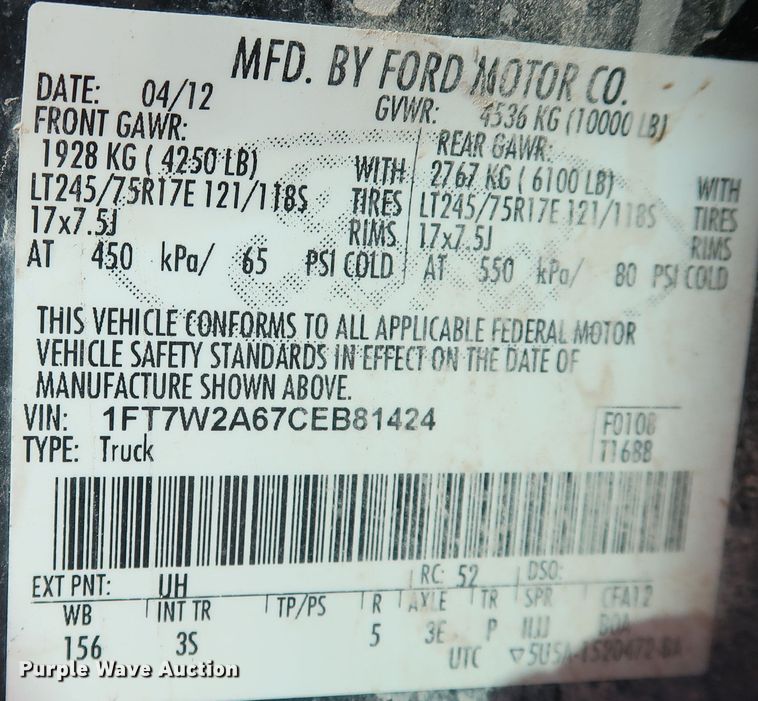 MFD. BY FORD MOTOR CO.
DATE: 04/12 GVWR: 4536 KG (10000 LB)
FRONT GAWR: REAR GAWR:
1928 KG ( 4250 LB) WITH 2767 KG ( 6100 LB) WITH
LT245/75R17E 121/118S TIRES LT245/75R17E 121/118S TIRES
17x7.5J RIMS 17x7.5J RIMS
AT 450 kPa/ 65 PSI COLD AT 550 kPa/ 80 PSI COLD
THIS VEHICLE CONFORMS TO ALL APPLICABLE FEDERAL MOTOR
VEHICLE SAFETY STANDARDS IN EFFECT ON THE DATE OF
MANUFACTURE SHOWN ABOVE.
VIN: 1FT7W2A67CEB81424 F0108
TYPE: Truck T1688
EXT PNT: UH RC: 52 DSO:
WB INT TR TP/PS R AXLE TR SPR CFA12
156 3S 5 3E P NJJ BOA
UTC ▽5U5A-1520472-BA
Purple Wave Auction